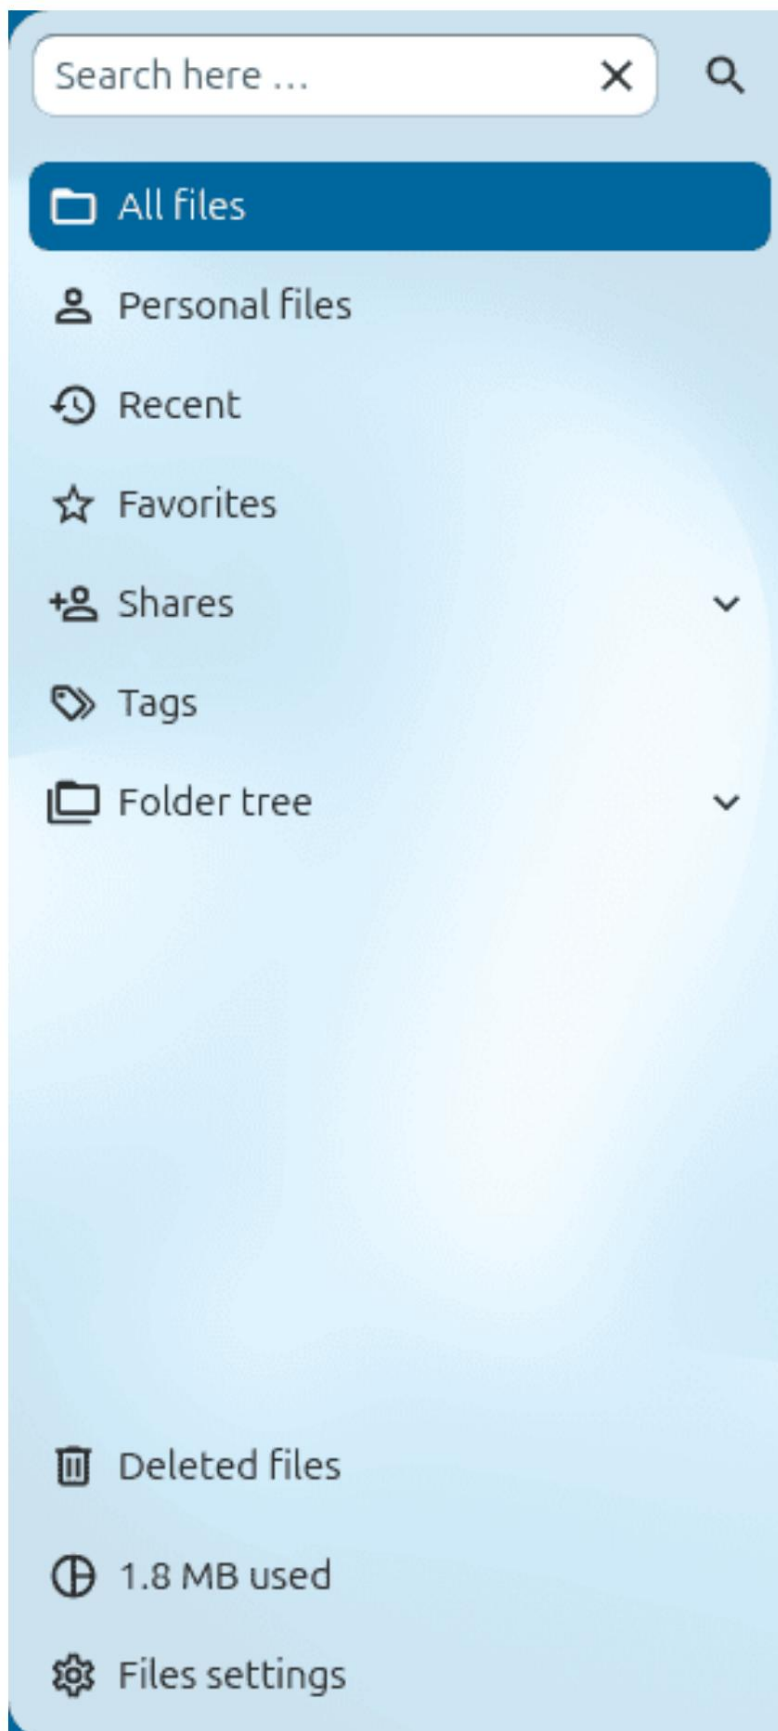 Search here …
All files
Personal files
Recent
Favorites
Shares
Tags
Folder tree
Deleted files
1.8 MB used
Files settings